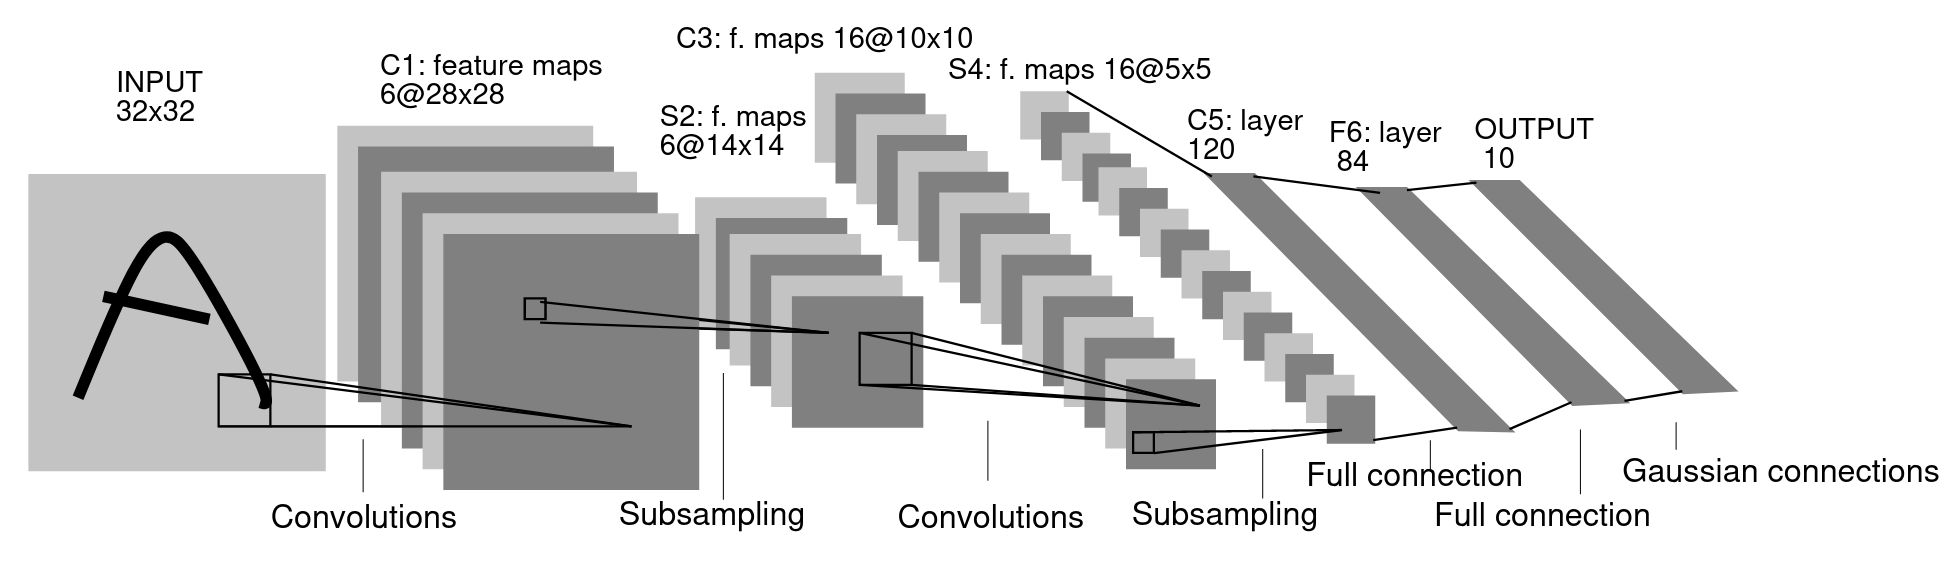 INPUT
32x32
C1: feature maps
6@28x28
S2: f. maps
6@14x14
C3: f. maps 16@10x10
S4: f. maps 16@5x5
C5: layer
120
F6: layer
84
OUTPUT
10
Convolutions
Subsampling
Convolutions
Subsampling
Full connection
Full connection
Gaussian connections